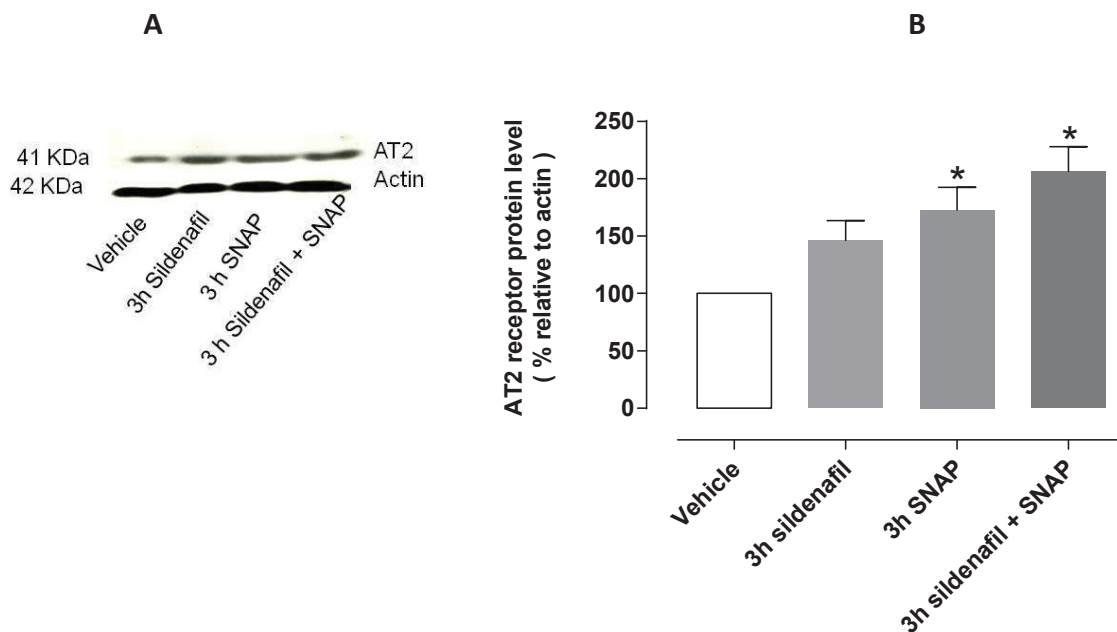 A
41 KDa
AT2
42 KDa
Actin
Vehicle
3h Sildenafil
3 h SNAP
3 h Sildenafil + SNAP
B
AT2 receptor protein level
( % relative to actin )
250
200
150
100
50
0
*
*
Vehicle
3h sildenafil
3h SNAP
3h sildenafil + SNAP